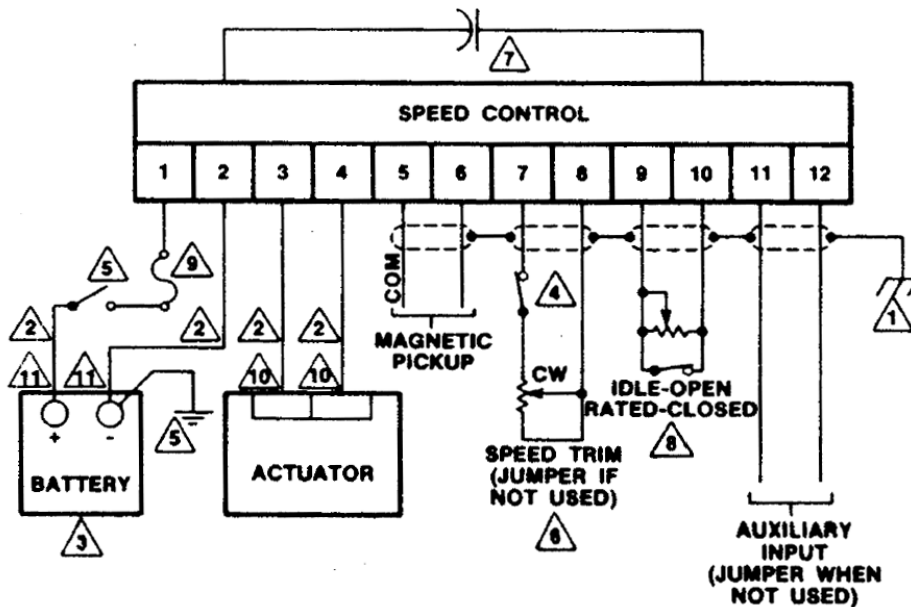 7
SPEED CONTROL
1 2 3 4 5 6 7 8 9 10 11 12
5
9
COM
4
1
2
2
2
2
MAGNETIC
PICKUP
11
11
10
10
CW
IDLE-OPEN
RATED-CLOSED
+
-
5
8
BATTERY
ACTUATOR
SPEED TRIM
(JUMPER IF
NOT USED)
3
6
AUXILIARY
INPUT
(JUMPER WHEN
NOT USED)